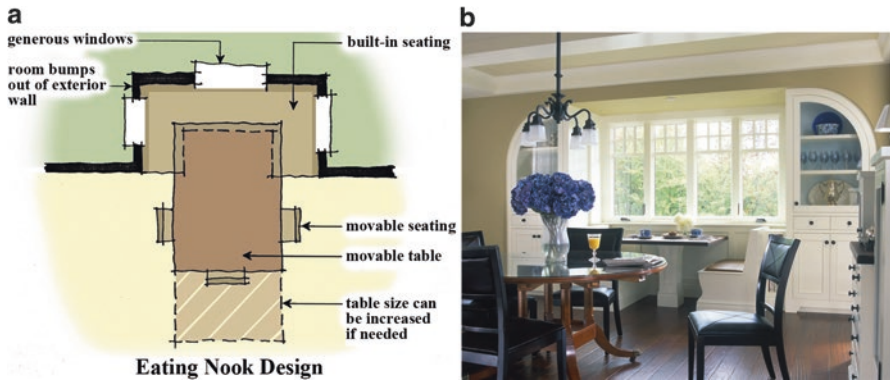 a
generous windows
built-in seating
room bumps
out of exterior
wall
movable seating
movable table
table size can
be increased
if needed
Eating Nook Design
b